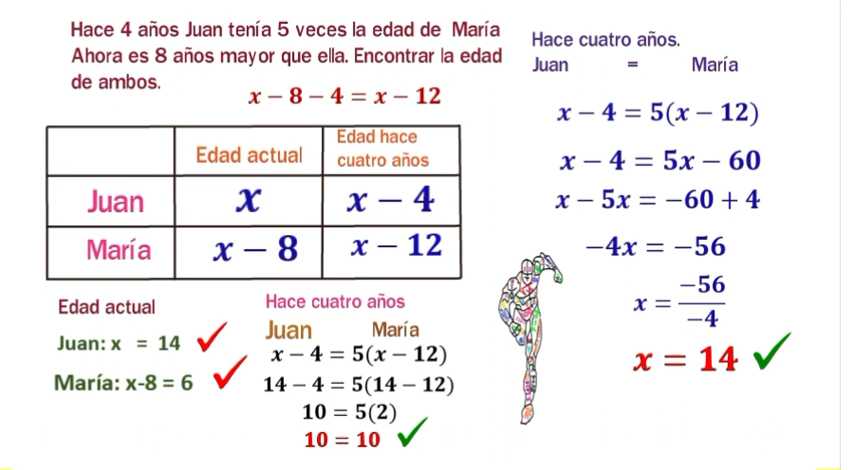 Hace 4 años Juan tenía 5 veces la edad de María
Ahora es 8 años mayor que ella. Encontrar la edad
de ambos.
x − 8 − 4 = x − 12
Edad actual Edad hace
cuatro años
Juan x x − 4
María x − 8 x − 12
Edad actual
Juan: x = 14
María: x-8 = 6
Hace cuatro años
Juan María
x − 4 = 5(x − 12)
14 − 4 = 5(14 − 12)
10 = 5(2)
10 = 10
Hace cuatro años.
Juan = María
x − 4 = 5(x − 12)
x − 4 = 5x − 60
x − 5x = −60 + 4
−4x = −56
x = −56/−4
x = 14